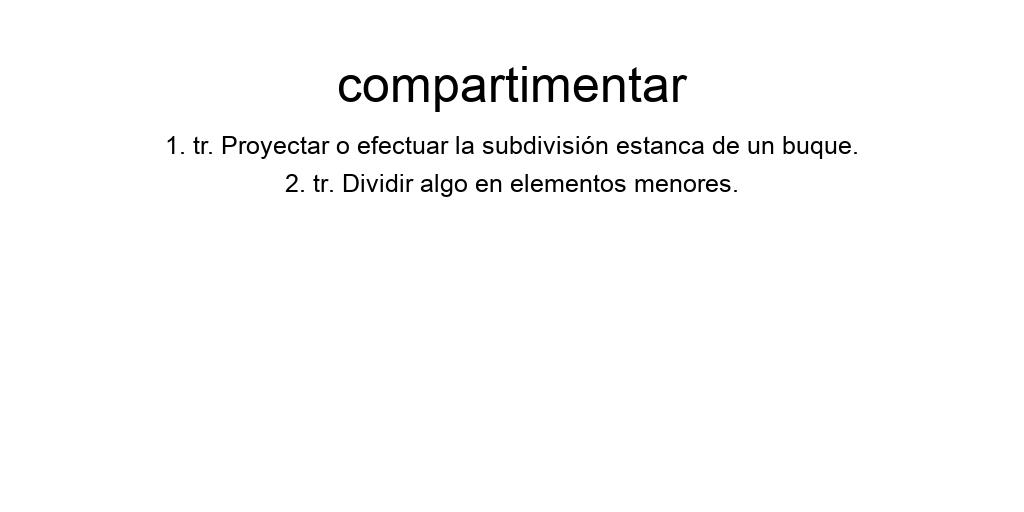 compartimentar
1. tr. Proyectar o efectuar la subdivisión estanca de un buque.
2. tr. Dividir algo en elementos menores.